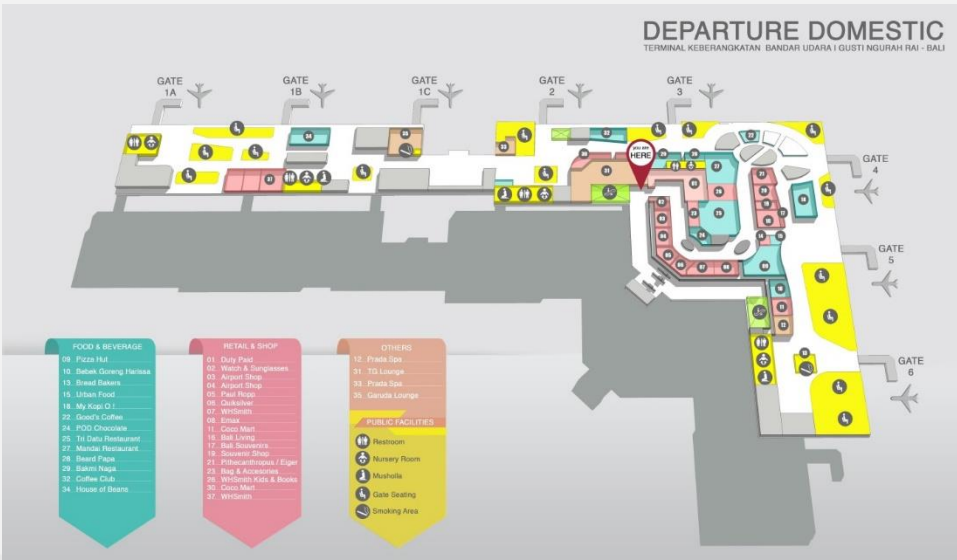 DEPARTURE DOMESTIC
TERMINAL KEBERANGKATAN BANDAR UDARA I GUSTI NGURAH RAI - BALI
GATE
1A
GATE
1B
GATE
1C
GATE
2
GATE
3
YOU ARE
HERE
GATE
4
GATE
5
GATE
6
FOOD & BEVERAGE
09 Pizza Hut
10 Bebek Goreng Harissa
13 Bread Bakers
15 Urban Food
18 My Kopi O !
22 Good's Coffee
24 POD Chocolate
25 Tri Datu Restaurant
27 Mandai Restaurant
28 Beard Papa
29 Bakmi Naga
32 Coffee Club
34 House of Beans
RETAIL & SHOP
01 Duty Paid
02 Watch & Sunglasses
03 Airport Shop
04 Airport Shop
05 Paul Ropp
06 Quiksilver
07 WHSmith
08 Emax
11 Coco Mart
16 Bali Living
17 Bali Souvenirs
19 Souvenir Shop
21 Pithecanthropus / Eiger
23 Bag & Accesories
26 WHSmith Kids & Books
30 Coco Mart
37 WHSmith
OTHERS
12 Prada Spa
31 TG Lounge
33 Prada Spa
35 Garuda Lounge
PUBLIC FACILITIES
Restroom
Nursery Room
Musholla
Gate Seating
Smoking Area